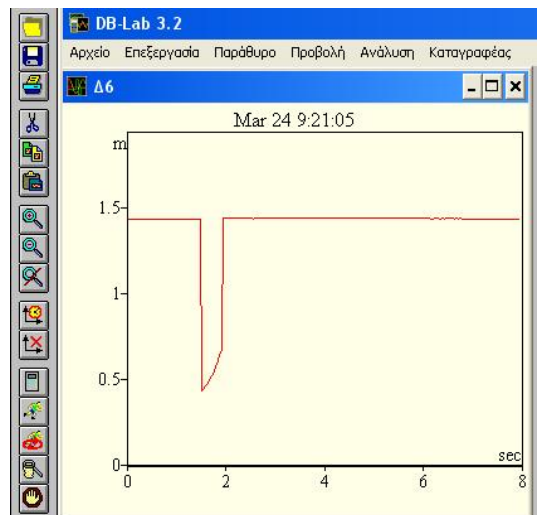 DB-Lab 3.2
Αρχείο Επεξεργασία Παράθυρο Προβολή Ανάλυση Καταγραφέας
Δ6
Mar 24 9:21:05
m
1.5
1
0.5
0
0 2 4 6 8
sec